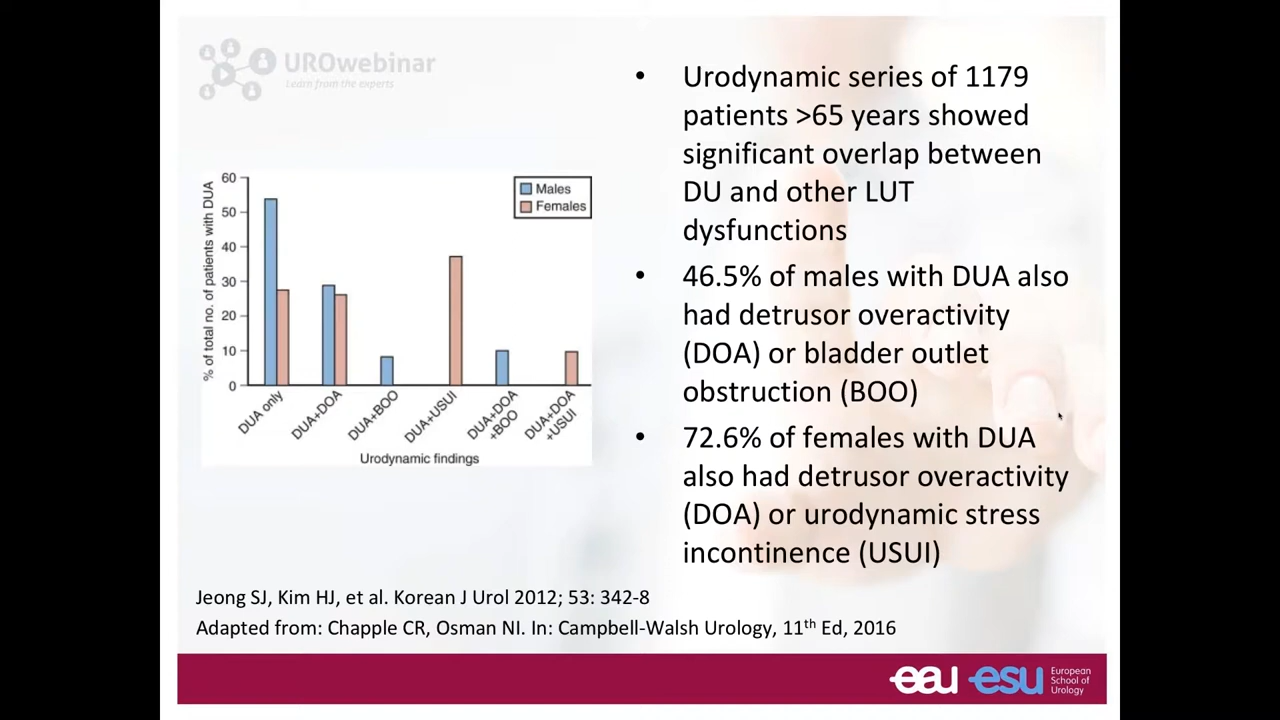 UROwebinar
Learn from the experts
% of total no. of patients with DUA
60
50
40
30
20
10
0
Males
Females
DUA only
DUA+DOA
DUA+BOO
DUA+USUI
DUA+DOA
+BOO
DUA+DOA
+USUI
Urodynamic findings
• Urodynamic series of 1179
patients >65 years showed
significant overlap between
DU and other LUT
dysfunctions
• 46.5% of males with DUA also
had detrusor overactivity
(DOA) or bladder outlet
obstruction (BOO)
• 72.6% of females with DUA
also had detrusor overactivity
(DOA) or urodynamic stress
incontinence (USUI)
Jeong SJ, Kim HJ, et al. Korean J Urol 2012; 53: 342-8
Adapted from: Chapple CR, Osman NI. In: Campbell-Walsh Urology, 11th Ed, 2016
eau esu
European
School of
Urology